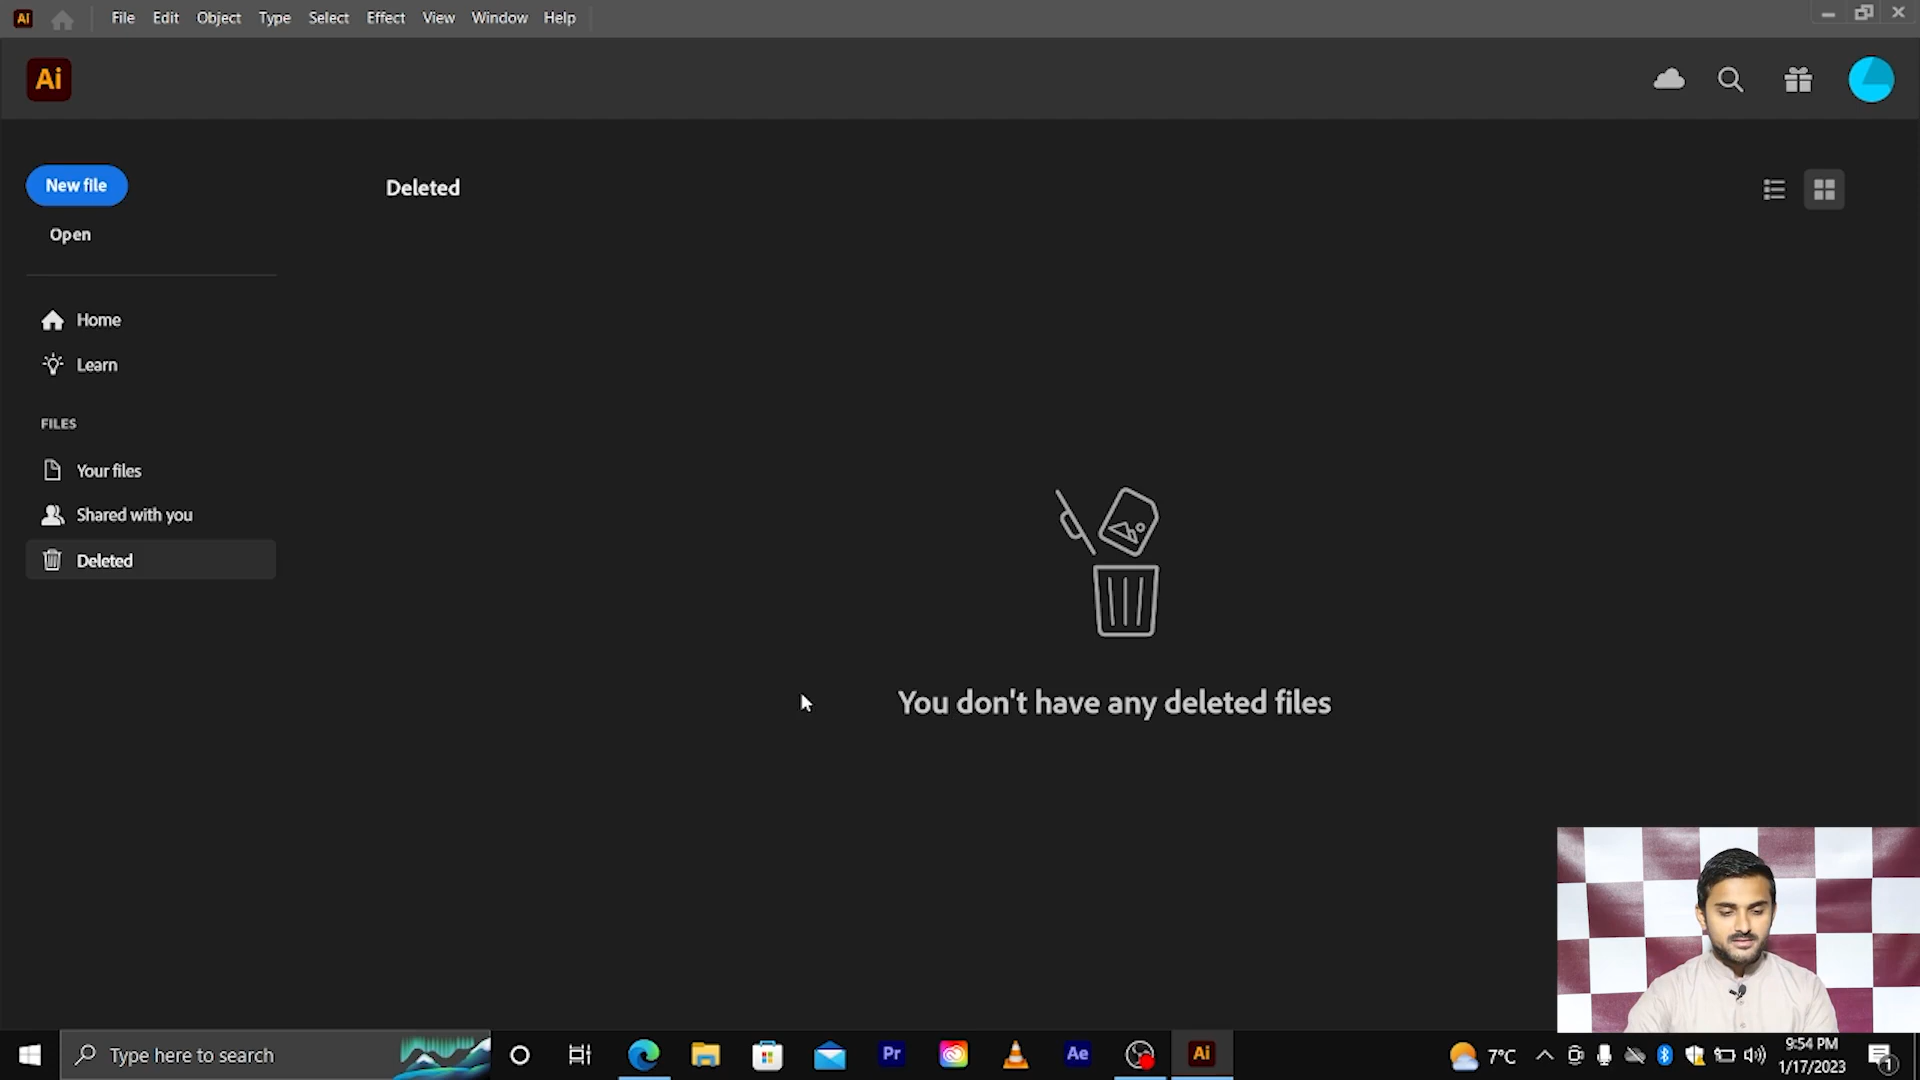 Ai File Edit Object Type Select Effect View Window Help
Ai
New file
Deleted
Open
Home
Learn
FILES
Your files
Shared with you
Deleted
You don't have any deleted files
Type here to search
Pr
Ae
Ai
7°C
9:54 PM
1/17/2023
1